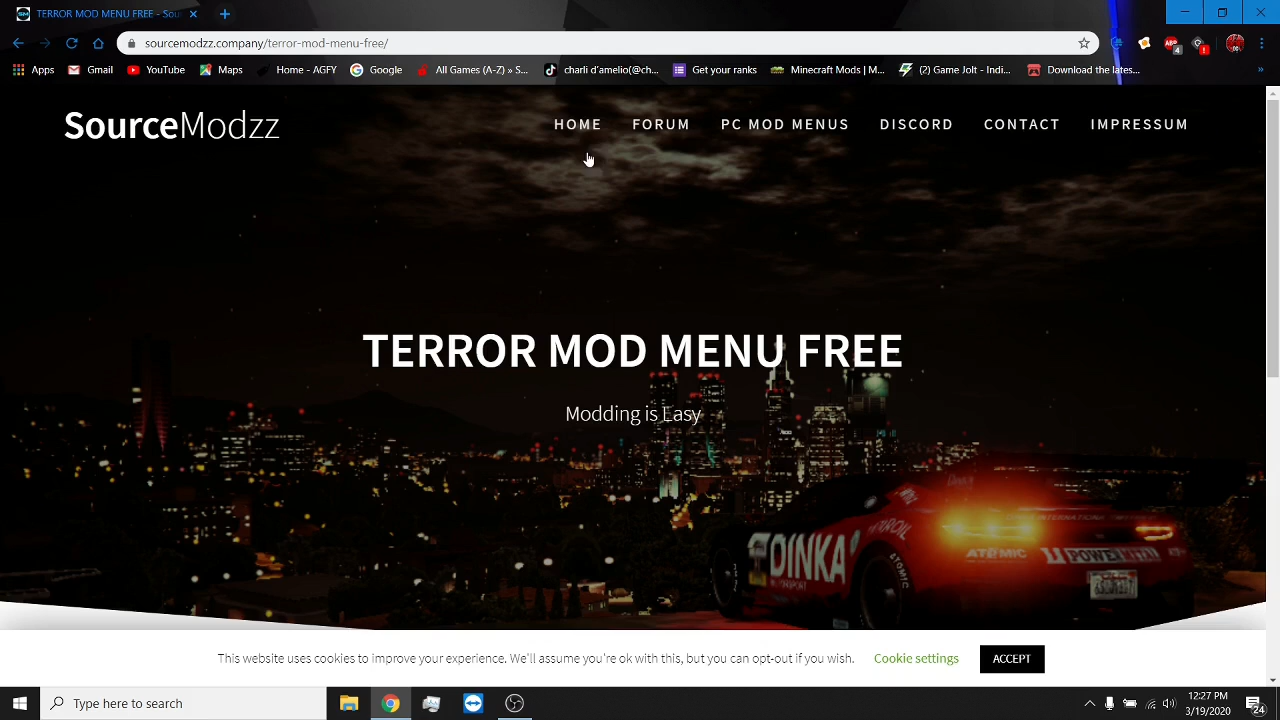 TERROR MOD MENU FREE - Sou
sourcemodzz.company/terror-mod-menu-free/
Apps Gmail YouTube Maps Home - AGFY Google All Games (A-Z) » S... charli d'amelio(@ch... Get your ranks Minecraft Mods | M... (2) Game Jolt - Indi... Download the lates... »
SourceModzz
HOME FORUM PC MOD MENUS DISCORD CONTACT IMPRESSUM
TERROR MOD MENU FREE
Modding is Easy
DINKA
ATOMIC
ATOMIC
This website uses cookies to improve your experience. We'll assume you're ok with this, but you can opt-out if you wish. Cookie settings ACCEPT
Type here to search
12:27 PM
3/19/2020
24